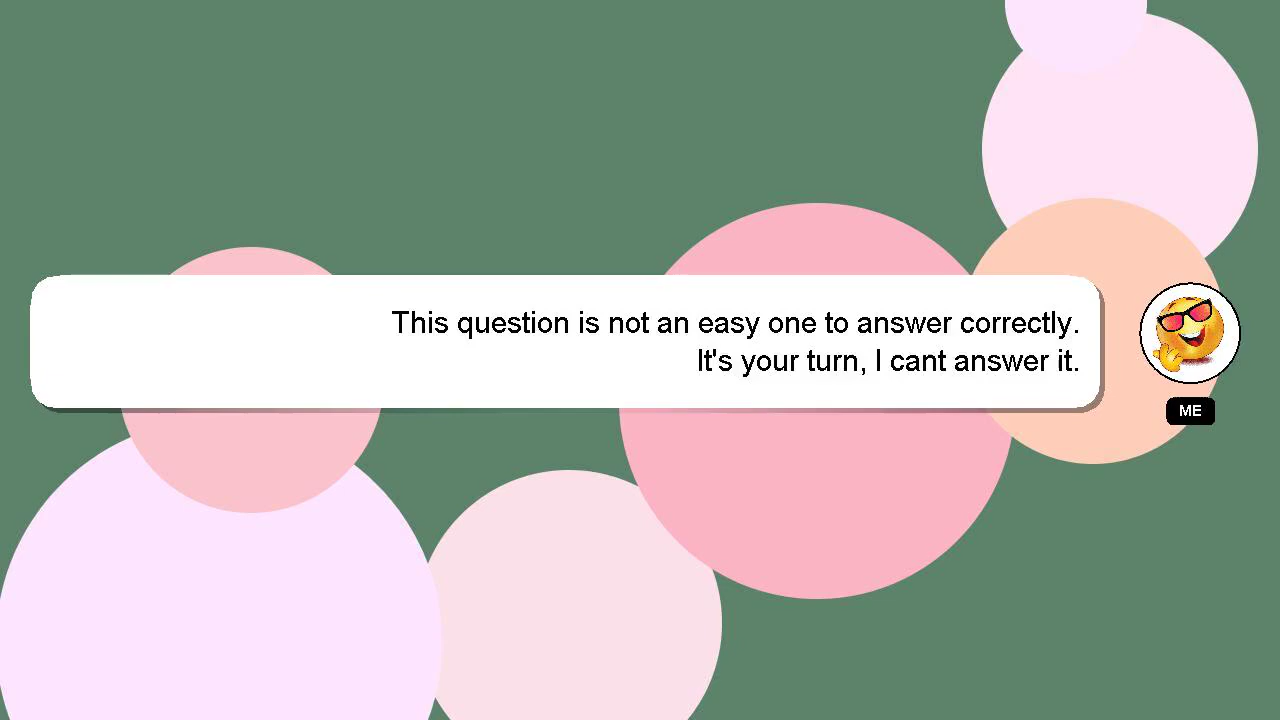 This question is not an easy one to answer correctly.
It's your turn, I cant answer it.
ME